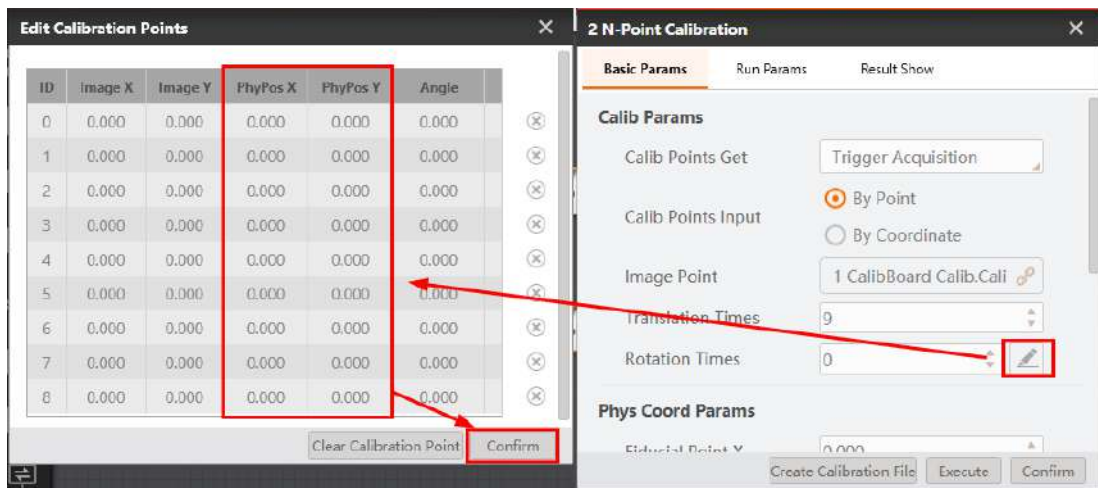 Edit Calibration Points
ID Image X Image Y PhyPos X PhyPos Y Angle
0 0.000 0.000 0.000 0.000 0.000
1 0.000 0.000 0.000 0.000 0.000
2 0.000 0.000 0.000 0.000 0.000
3 0.000 0.000 0.000 0.000 0.000
4 0.000 0.000 0.000 0.000 0.000
5 0.000 0.000 0.000 0.000 0.000
6 0.000 0.000 0.000 0.000 0.000
7 0.000 0.000 0.000 0.000 0.000
8 0.000 0.000 0.000 0.000 0.000
Clear Calibration Point Confirm
2 N-Point Calibration
Basic Params Run Params Result Show
Calib Params
Calib Points Get Trigger Acquisition
Calib Points Input By Point
By Coordinate
Image Point 1 CalibBoard Calib.Cali
Translation Times 9
Rotation Times 0
Phys Coord Params
Fiducial Point X 0.000
Create Calibration File Execute Confirm